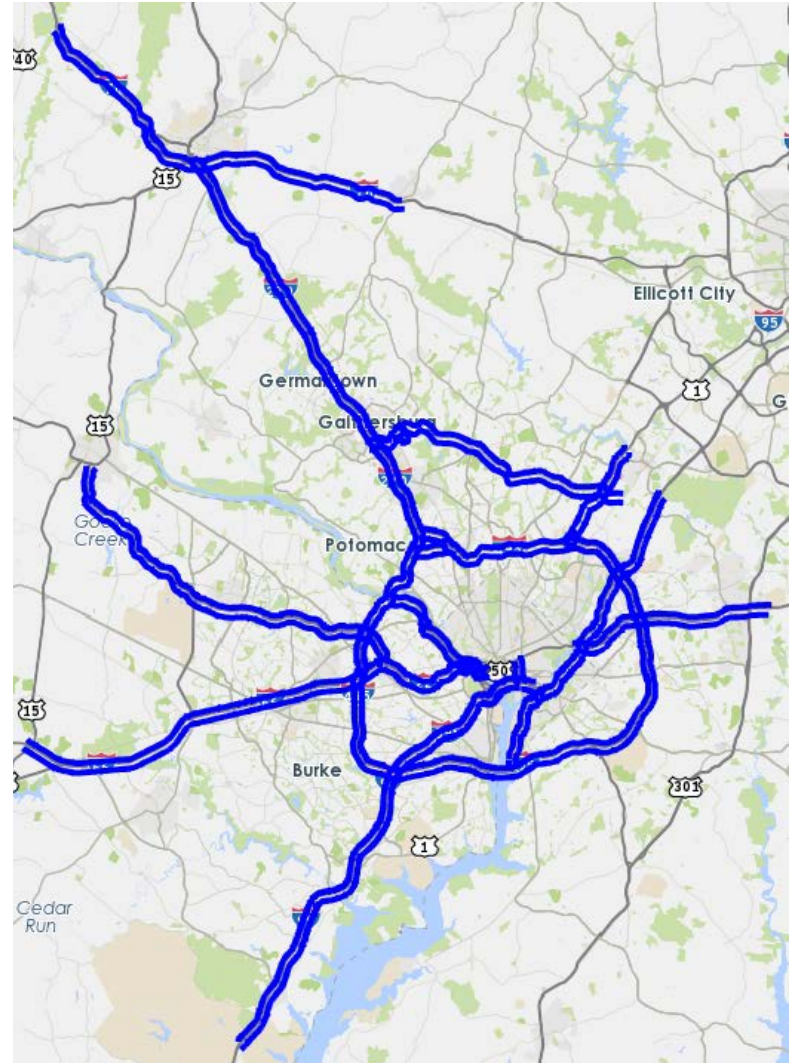 40
15
Ellicott City
95
1
Germantown
G
15
Gaithersburg
Goose
Creek
Potomac
50
15
Burke
301
1
Cedar
Run